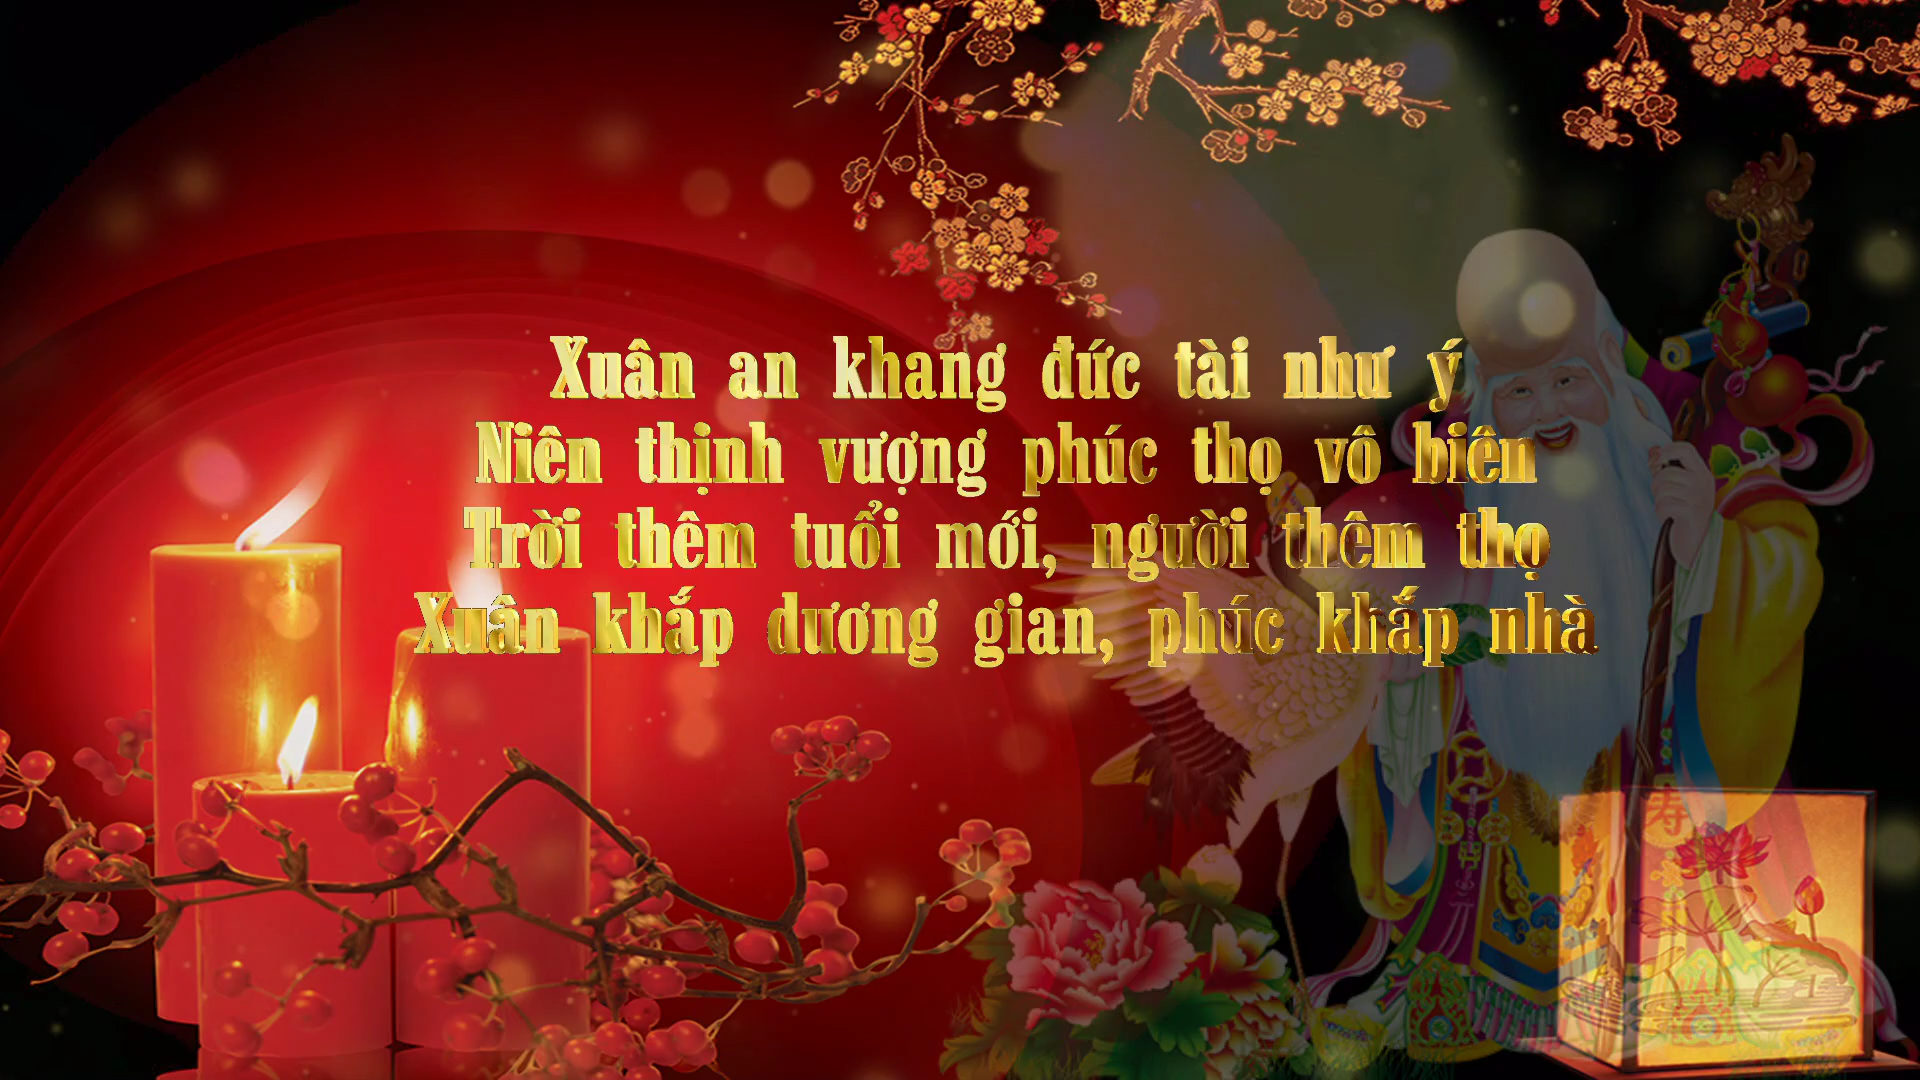 Xuân an khang đức tài như ý
Niên thịnh vượng phúc thọ vô biên
Trời thêm tuổi mới, người thêm thọ
Xuân khắp dương gian, phúc khắp nhà
寿